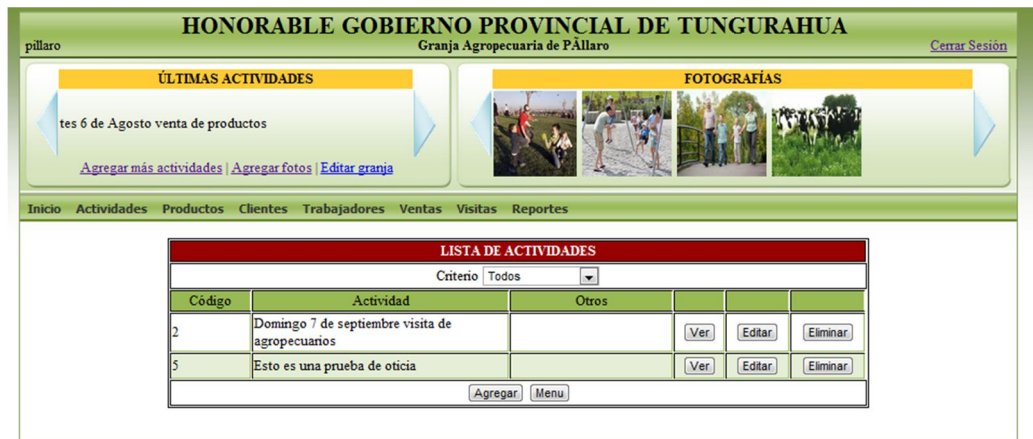 HONORABLE GOBIERNO PROVINCIAL DE TUNGURAHUA
pillaro Granja Agropecuaria de PÃllaro Cerrar Sesión
ÚLTIMAS ACTIVIDADES
tes 6 de Agosto venta de productos
Agregar más actividades | Agregar fotos | Editar granja
FOTOGRAFÍAS
Inicio Actividades Productos Clientes Trabajadores Ventas Visitas Reportes
LISTA DE ACTIVIDADES
Criterio Todos
Código Actividad Otros
2 Domingo 7 de septiembre visita de
agropecuarios Ver Editar Eliminar
5 Esto es una prueba de oticia Ver Editar Eliminar
Agregar Menu